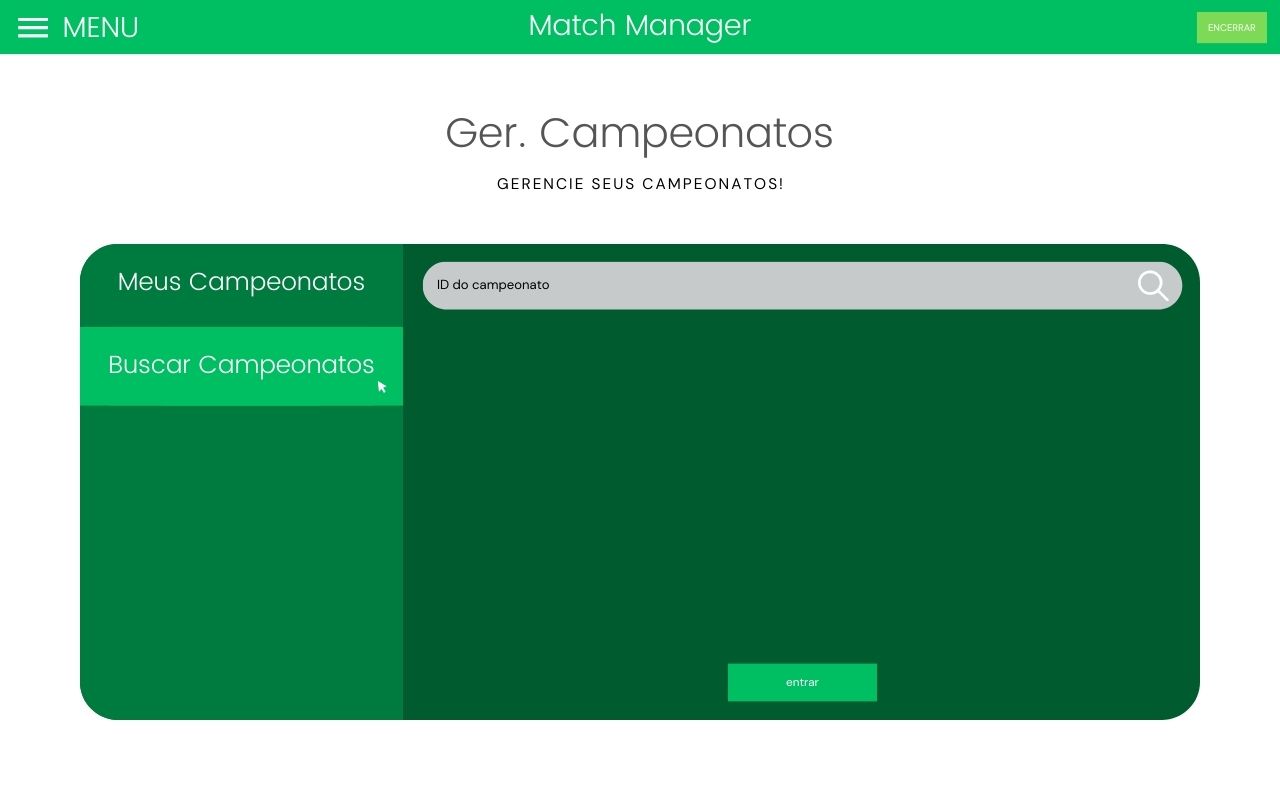 MENU
Match Manager
ENCERRAR
Ger. Campeonatos
GERENCIE SEUS CAMPEONATOS!
Meus Campeonatos
ID do campeonato
Buscar Campeonatos
entrar